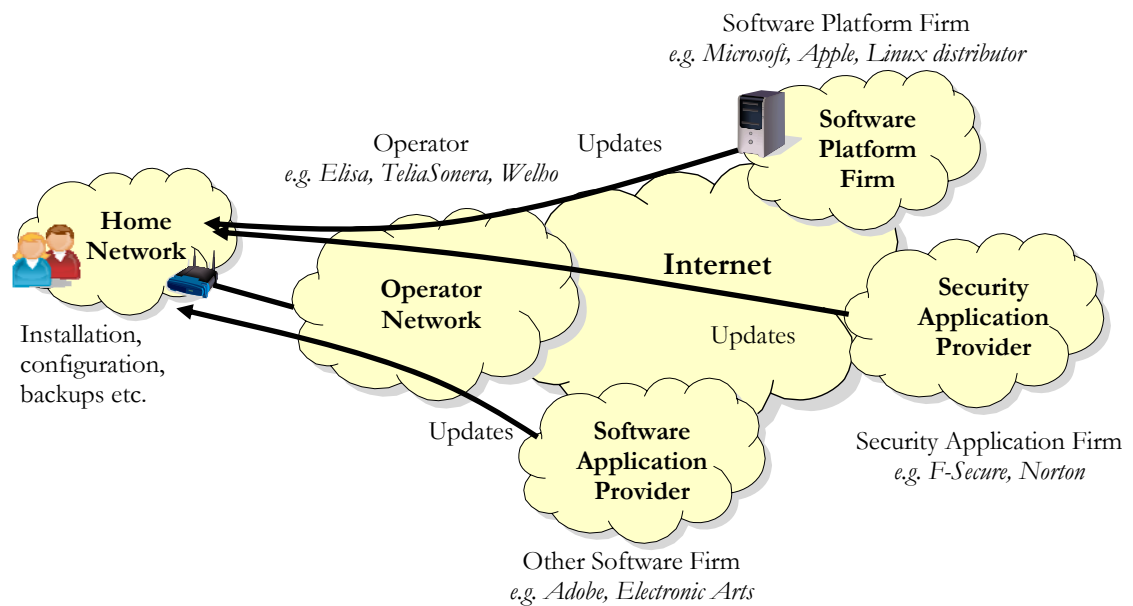 Software Platform Firm
e.g. Microsoft, Apple, Linux distributor
Software
Platform
Firm
Operator
e.g. Elisa, TeliaSonera, Welho
Updates
Home
Network
Internet
Operator
Network
Security
Application
Provider
Updates
Installation,
configuration,
backups etc.
Updates
Software
Application
Provider
Security Application Firm
e.g. F-Secure, Norton
Other Software Firm
e.g. Adobe, Electronic Arts